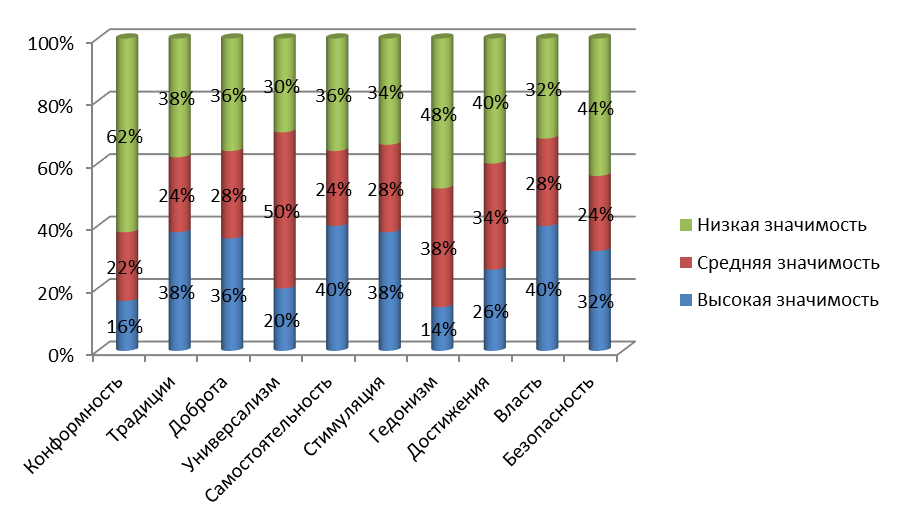 100%
80%
60%
40%
20%
0%
62%
38%
36%
30%
36%
34%
48%
40%
32%
44%
22%
24%
28%
50%
24%
28%
38%
34%
28%
24%
16%
38%
36%
20%
40%
38%
14%
26%
40%
32%
Конформность
Традиции
Доброта
Универсализм
Самостоятельность
Стимуляция
Гедонизм
Достижения
Власть
Безопасность
Низкая значимость
Средняя значимость
Высокая значимость